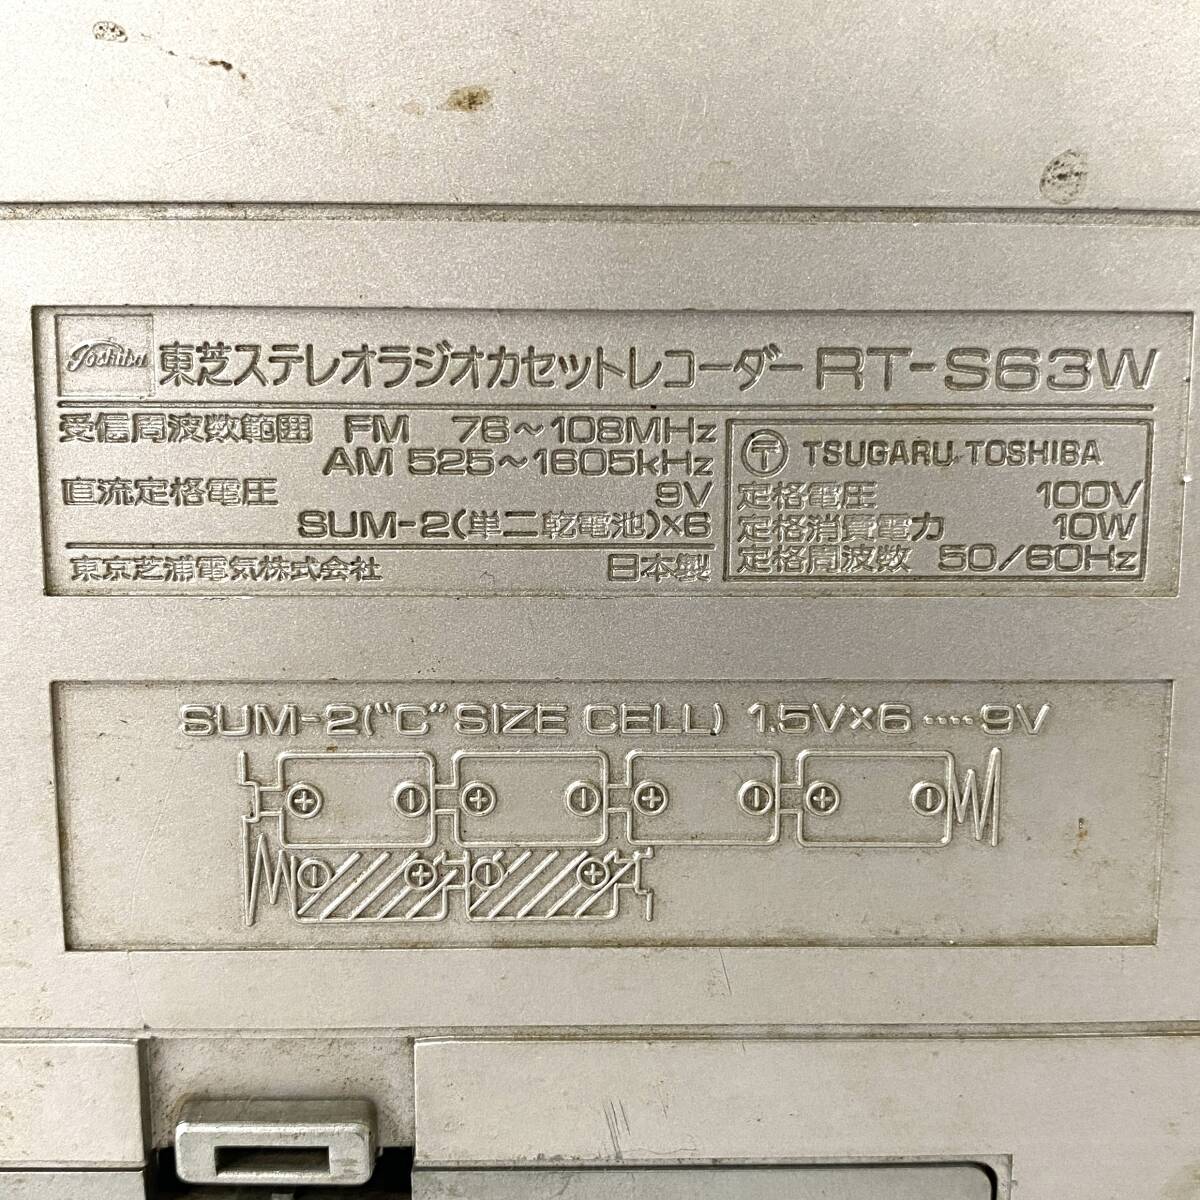 Toshiba 東芝ステレオラジオカセットレコーダー RT-S63W
受信周波数範囲 FM 76~108MHz
AM 525~1605kHz
直流定格電圧 9V
SUM-2(単二乾電池)×6
東京芝浦電気株式会社 日本製
〒 TSUGARU TOSHIBA
定格電圧 100V
定格消費電力 10W
定格周波数 50/60Hz
SUM-2("C" SIZE CELL) 1.5V×6 ···· 9V
+ - + - + - + -
- + - +